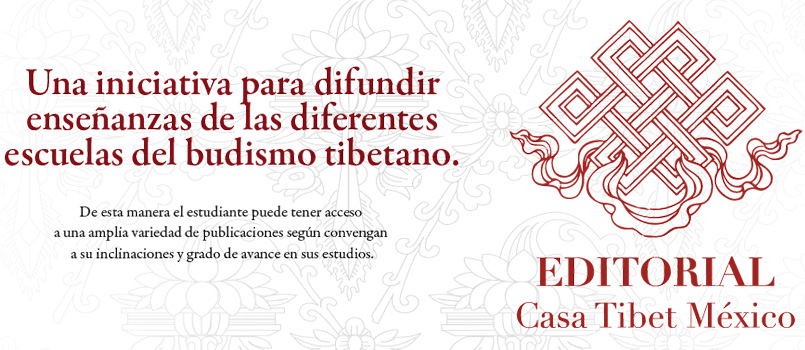 Una iniciativa para difundir
enseñanzas de las diferentes
escuelas del budismo tibetano.
De esta manera el estudiante puede tener acceso
a una amplía variedad de publicaciones según convengan
a su inclinaciones y grado de avance en sus estudios.
EDITORIAL
Casa Tibet México